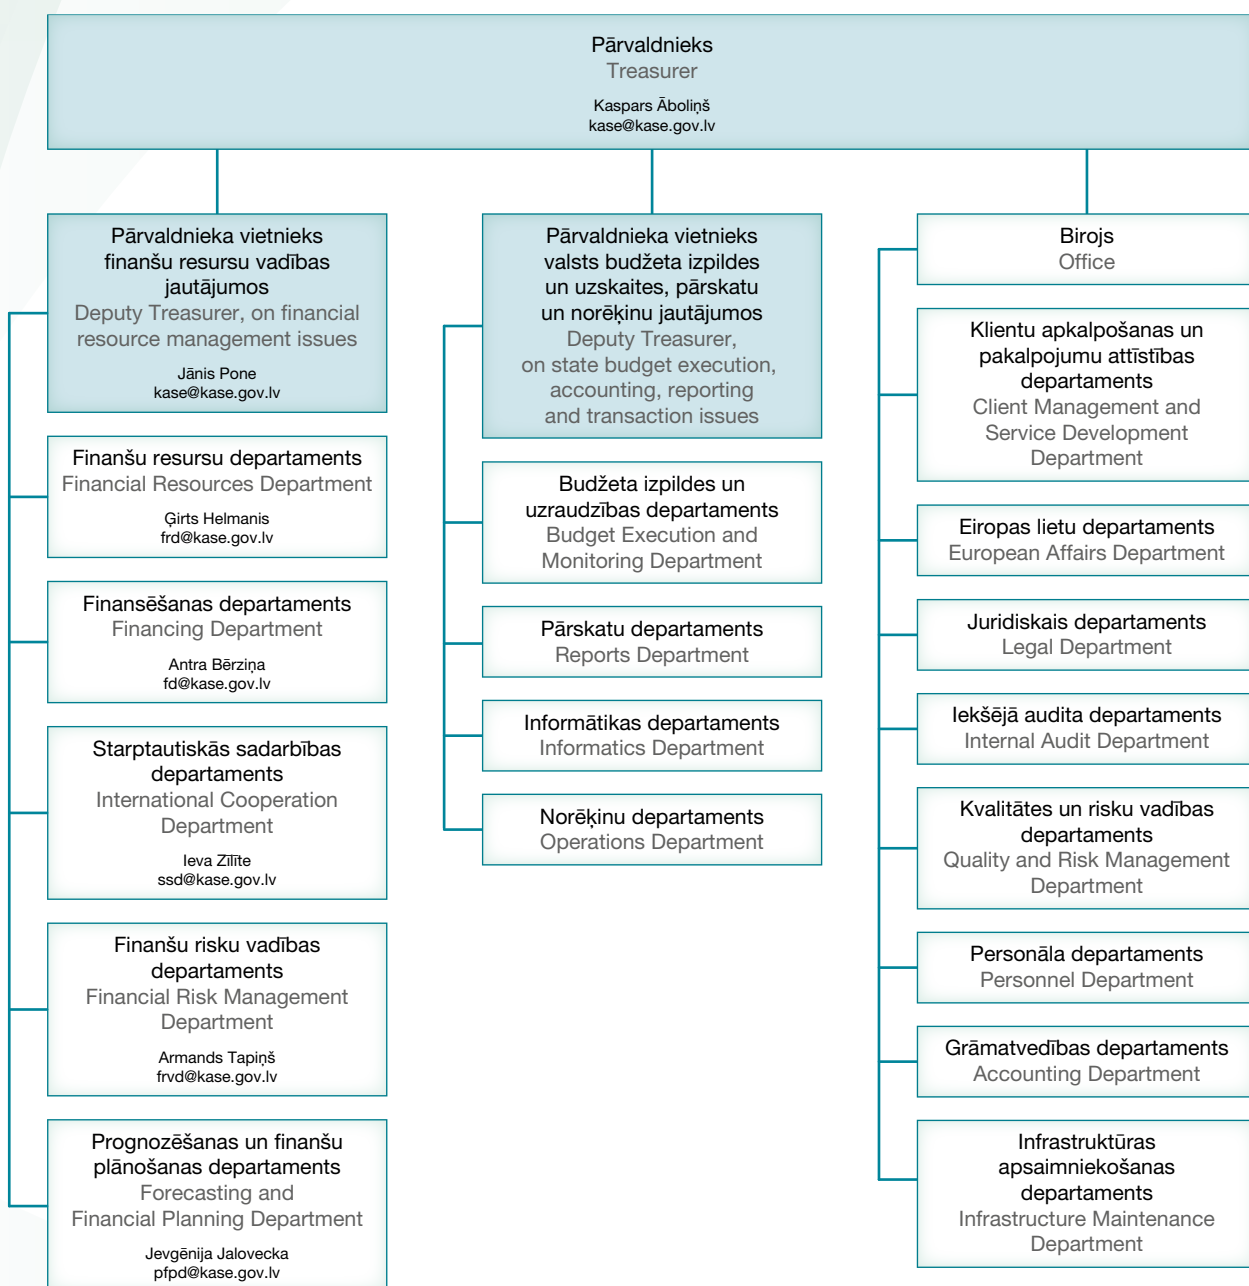 Pārvaldnieks
Treasurer
Kaspars Āboliņš
kase@kase.gov.lv
Pārvaldnieka vietnieks
finanšu resursu vadības
jautājumos
Deputy Treasurer, on financial
resource management issues
Jānis Pone
kase@kase.gov.lv
Finanšu resursu departaments
Financial Resources Department
Ģirts Helmanis
frd@kase.gov.lv
Finansēšanas departaments
Financing Department
Antra Bērziņa
fd@kase.gov.lv
Starptautiskās sadarbības
departaments
International Cooperation
Department
Ieva Zīlīte
ssd@kase.gov.lv
Finanšu risku vadības
departaments
Financial Risk Management
Department
Armands Tapiņš
frvd@kase.gov.lv
Prognozēšanas un finanšu
plānošanas departaments
Forecasting and
Financial Planning Department
Jevgēnija Jalovecka
pfpd@kase.gov.lv
Pārvaldnieka vietnieks
valsts budžeta izpildes
un uzskaites, pārskatu
un norēķinu jautājumos
Deputy Treasurer,
on state budget execution,
accounting, reporting
and transaction issues
Budžeta izpildes un
uzraudzības departaments
Budget Execution and
Monitoring Department
Pārskatu departaments
Reports Department
Informātikas departaments
Informatics Department
Norēķinu departaments
Operations Department
Birojs
Office
Klientu apkalpošanas un
pakalpojumu attīstības
departaments
Client Management and
Service Development
Department
Eiropas lietu departaments
European Affairs Department
Juridiskais departaments
Legal Department
Iekšējā audita departaments
Internal Audit Department
Kvalitātes un risku vadības
departaments
Quality and Risk Management
Department
Personāla departaments
Personnel Department
Grāmatvedības departaments
Accounting Department
Infrastruktūras
apsaimniekošanas
departaments
Infrastructure Maintenance
Department